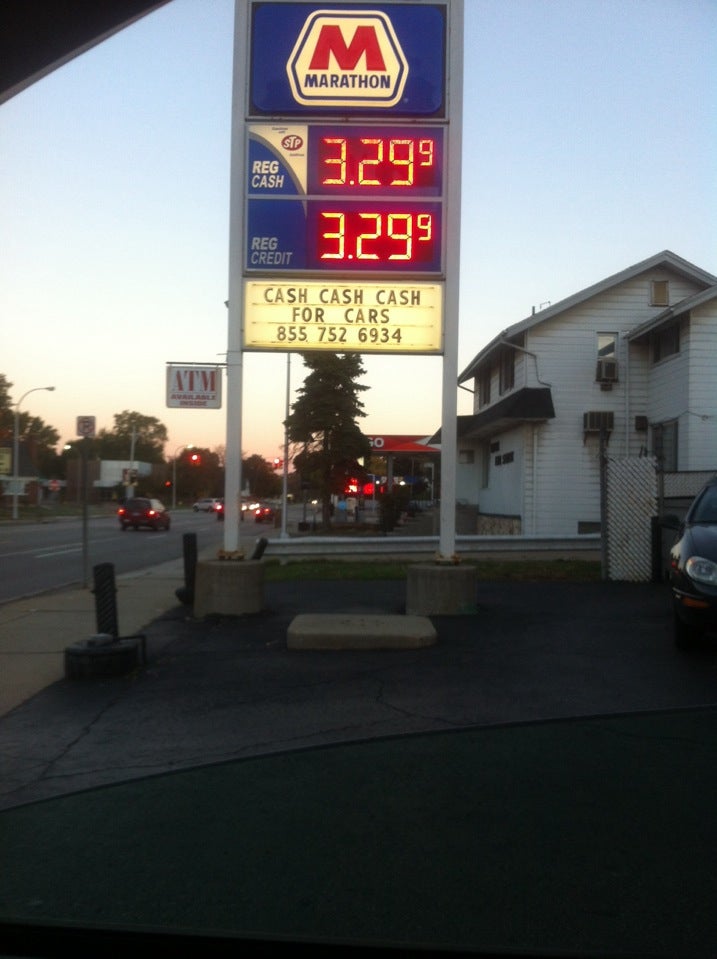 M
MARATHON
STP
REG
CASH
3.29 9
REG
CREDIT
3.29 9
CASH CASH CASH
FOR CARS
855 752 6934
ATM
AVAILABLE
INSIDE
GO